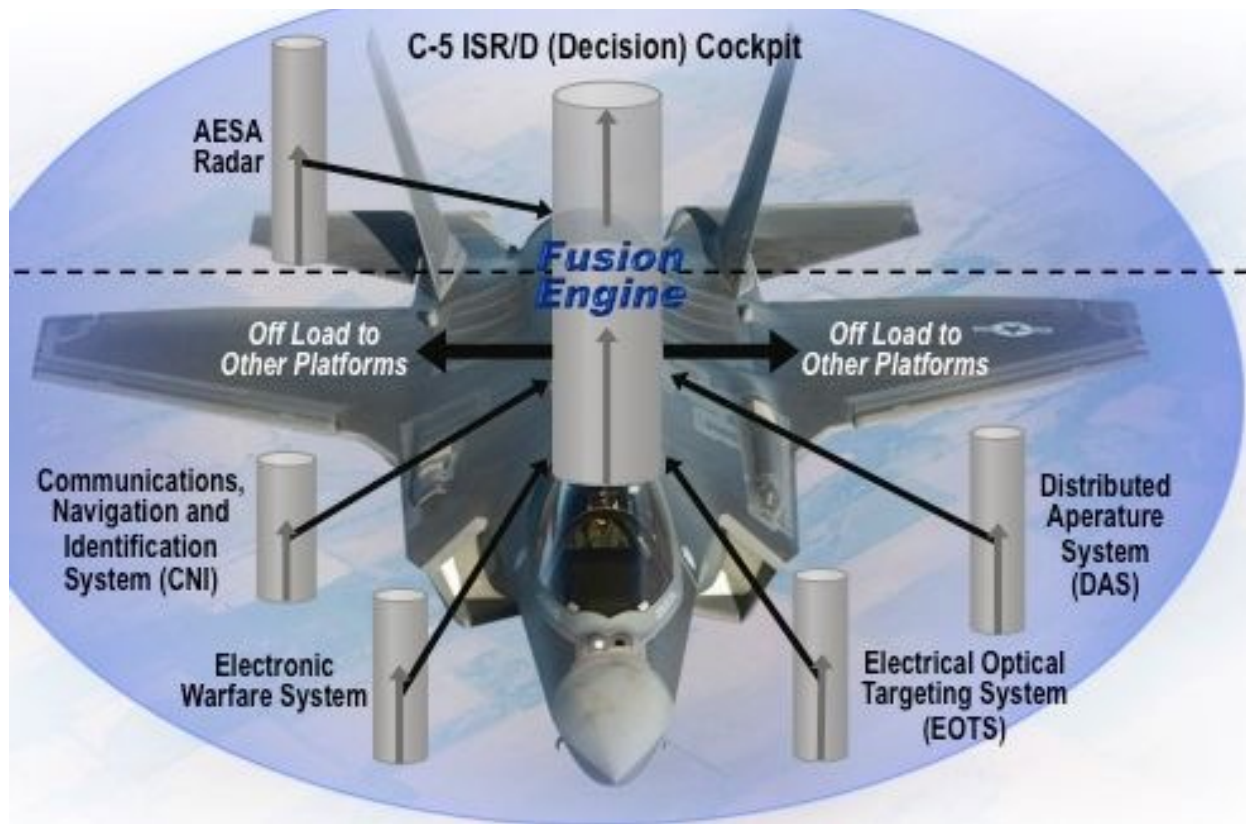 C-5 ISR/D (Decision) Cockpit
AESA
Radar
Fusion
Engine
Off Load to
Other Platforms
Off Load to
Other Platforms
Communications,
Navigation and
Identification
System (CNI)
Distributed
Aperature
System
(DAS)
Electronic
Warfare System
Electrical Optical
Targeting System
(EOTS)